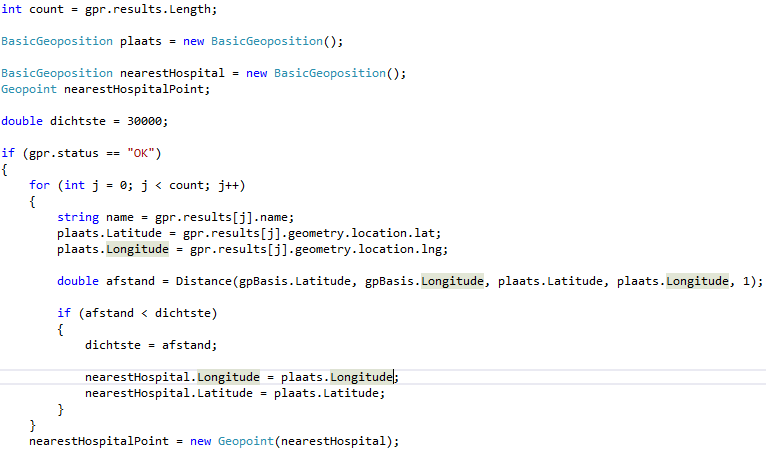 int count = gpr.results.Length;
BasicGeoposition plaats = new BasicGeoposition();
BasicGeoposition nearestHospital = new BasicGeoposition();
Geopoint nearestHospitalPoint;
double dichtste = 30000;
if (gpr.status == "OK")
{
for (int j = 0; j < count; j++)
{
string name = gpr.results[j].name;
plaats.Latitude = gpr.results[j].geometry.location.lat;
plaats.Longitude = gpr.results[j].geometry.location.lng;
double afstand = Distance(gpBasis.Latitude, gpBasis.Longitude, plaats.Latitude, plaats.Longitude, 1);
if (afstand < dichtste)
{
dichtste = afstand;
nearestHospital.Longitude = plaats.Longitude;
nearestHospital.Latitude = plaats.Latitude;
}
}
nearestHospitalPoint = new Geopoint(nearestHospital);